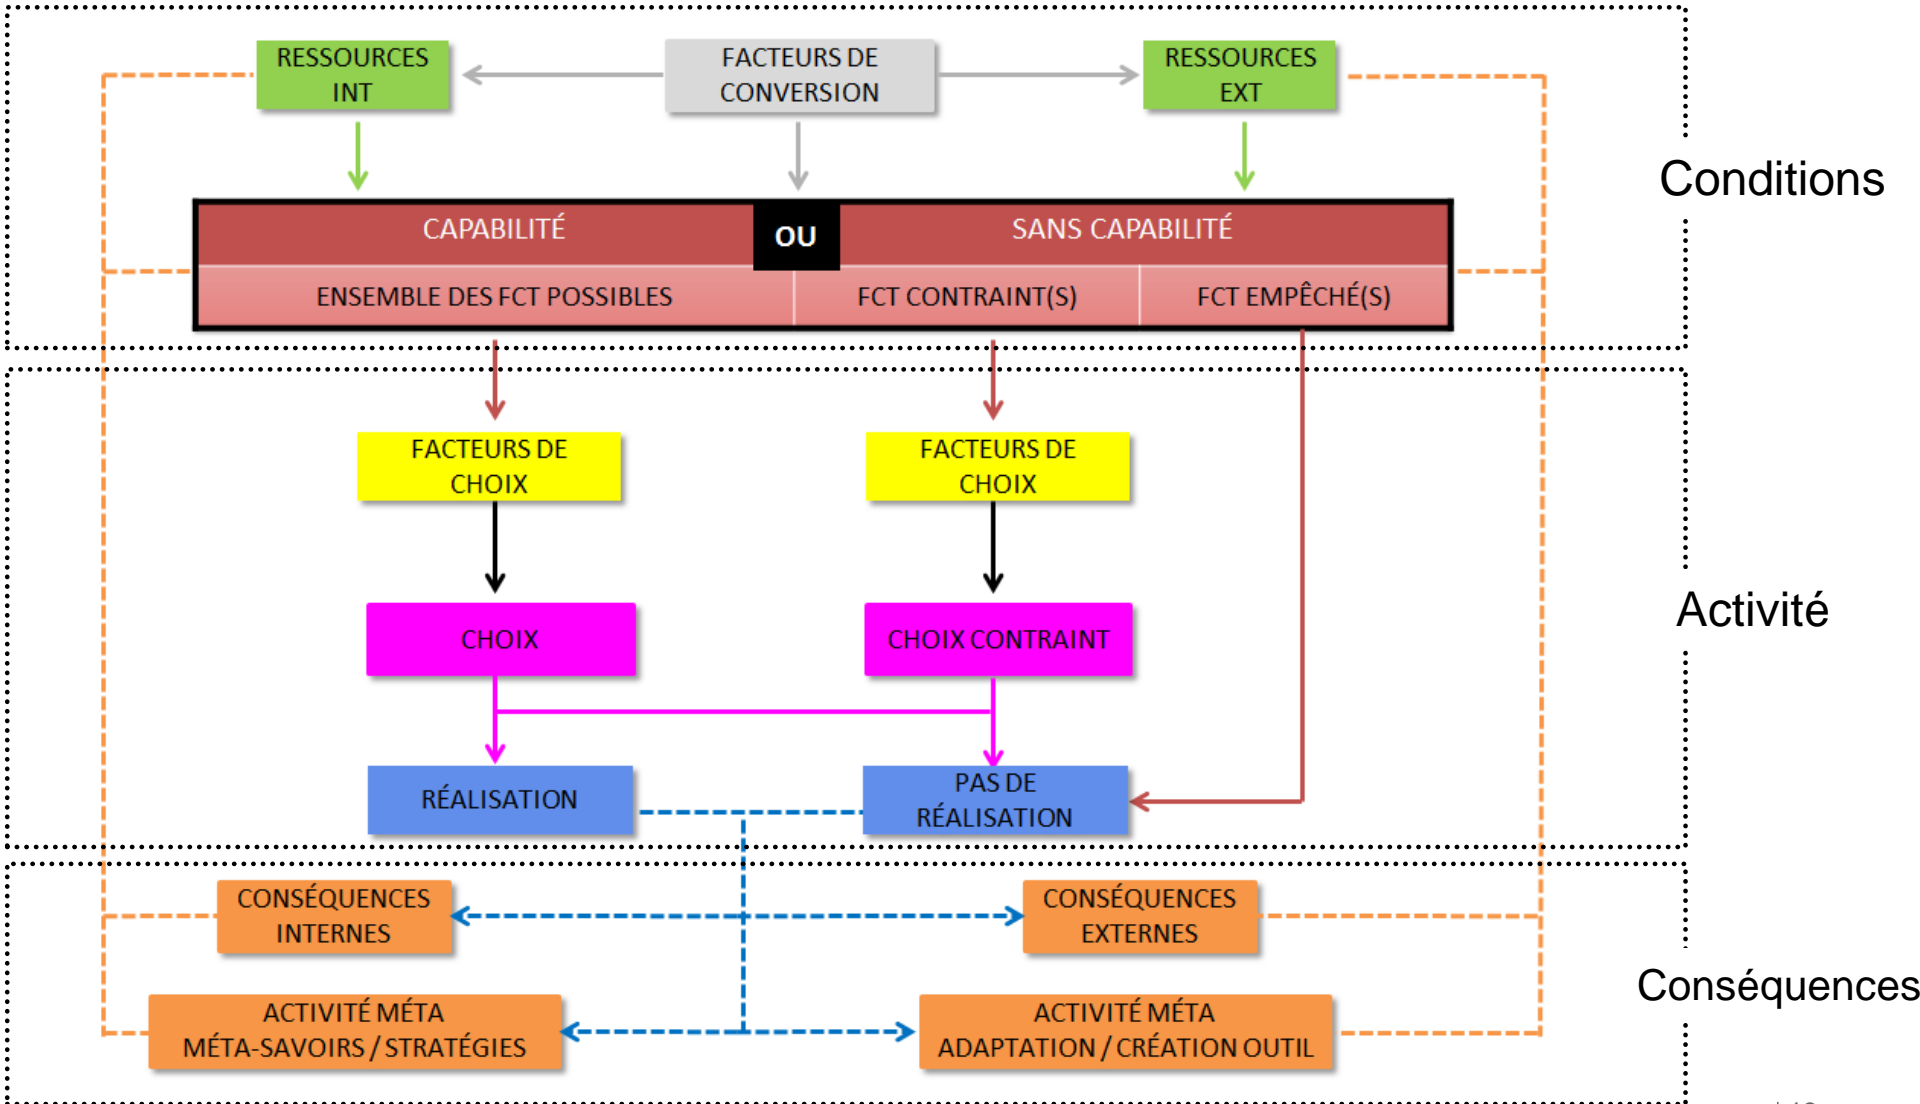 RESSOURCES
INT
FACTEURS DE
CONVERSION
RESSOURCES
EXT
Conditions
CAPABILITÉ
OU
SANS CAPABILITÉ
ENSEMBLE DES FCT POSSIBLES
FCT CONTRAINT(S)
FCT EMPÊCHÉ(S)
FACTEURS DE
CHOIX
FACTEURS DE
CHOIX
Activité
CHOIX
CHOIX CONTRAINT
RÉALISATION
PAS DE
RÉALISATION
CONSÉQUENCES
INTERNES
CONSÉQUENCES
EXTERNES
Conséquences
ACTIVITÉ MÉTA
MÉTA-SAVOIRS / STRATÉGIES
ACTIVITÉ MÉTA
ADAPTATION / CRÉATION OUTIL